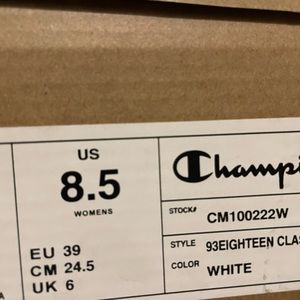 US
8.5
WOMENS
EU 39
CM 24.5
UK 6
Champi
STOCK# CM100222W
STYLE 93EIGHTEEN CLAS
COLOR WHITE
A